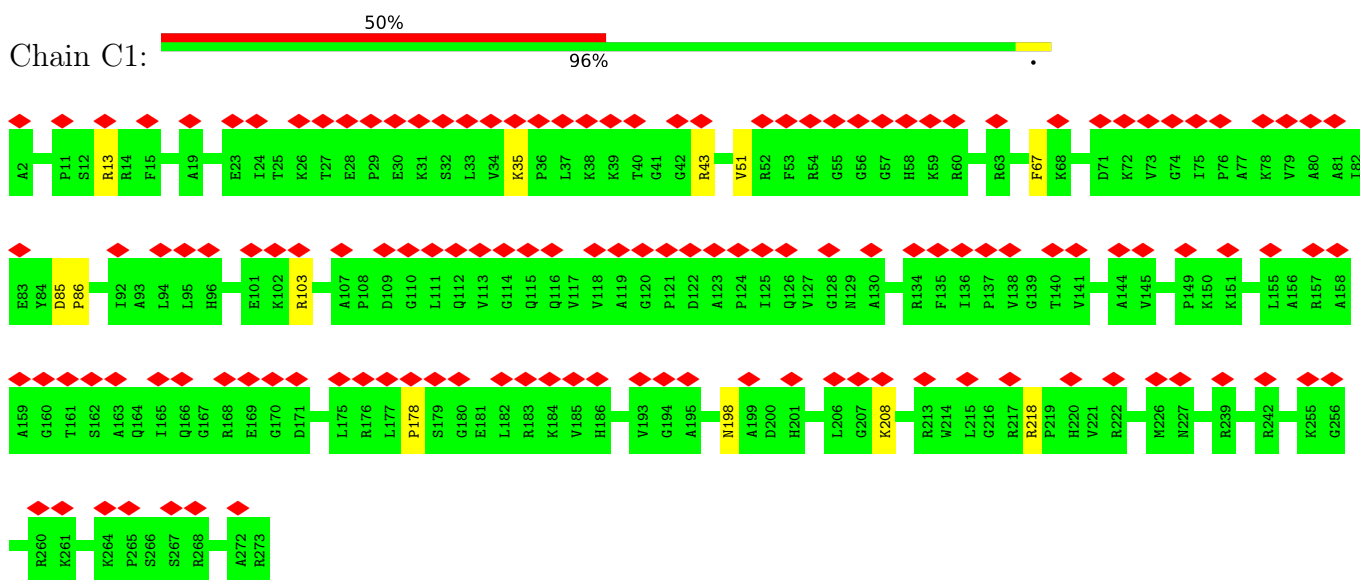 50%
Chain C1:
96%
.
A2 P11 S12 R13 R14 F15 A19 E23 I24 T25 K26 T27 E28 P29 E30 K31 S32 L33 V34 K35 P36 L37 K38 K39 T40 G41 G42 R43 V51 R52 F53 R54 G55 G56 G57 H58 K59 R60 R63 F67 K68 D71 K72 V73 G74 I75 P76 A77 K78 V79 A80 A81 I82
E83 Y84 D85 P86 I92 A93 L94 L95 H96 E101 K102 R103 A107 P108 D109 G110 L111 Q112 V113 G114 Q115 Q116 V117 V118 A119 G120 P121 D122 A123 P124 I125 Q126 V127 G128 N129 A130 R134 F135 I136 P137 V138 G139 T140 V141 A144 V145 P149 K150 K151 L155 A156 R157 A158
A159 G160 T161 S162 A163 Q164 I165 Q166 G167 R168 E169 G170 D171 L175 R176 L177 P178 S179 G180 E181 L182 R183 K184 V185 H186 V193 G194 A195 N198 A199 D200 H201 L206 G207 K208 R213 W214 L215 G216 R217 R218 P219 H220 V221 R222 M226 N227 R239 R242 K255 G256
R260 K261 K264 P265 S266 S267 R268 A272 R273